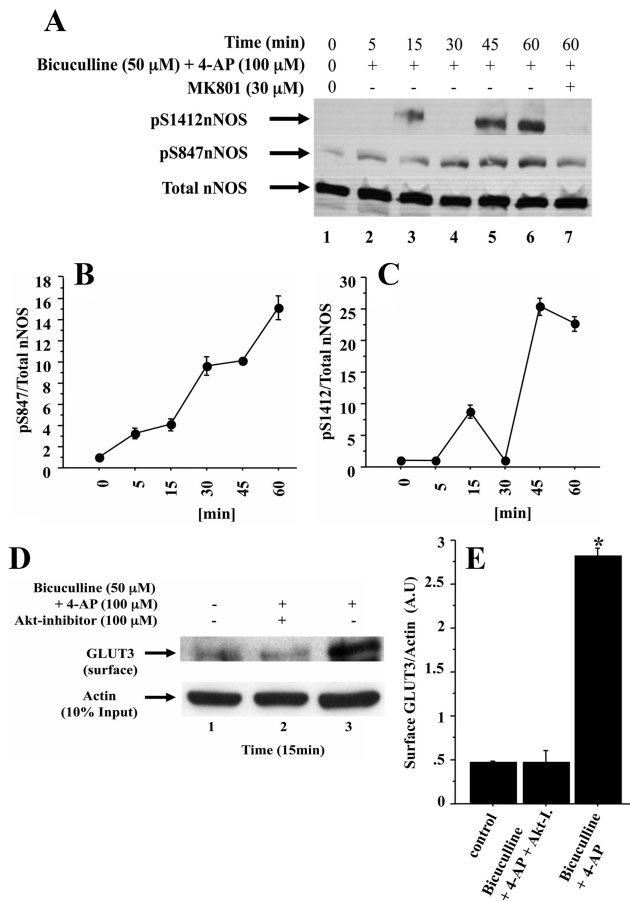 A
Time (min) 0 5 15 30 45 60 60
Bicuculline (50 µM) + 4-AP (100 µM) 0 + + + + + +
MK801 (30 µM) 0 - - - - - +
pS1412nNOS
pS847nNOS
Total nNOS
1 2 3 4 5 6 7
B
pS847/Total nNOS
18
16
14
12
10
8
6
4
2
0
0 5 15 30 45 60
[min]
C
pS1412/Total nNOS
30
25
20
15
10
5
0
0 5 15 30 45 60
[min]
D
Bicuculline (50 µM)
+ 4-AP (100 µM) - + +
Akt-inhibitor (100 µM) - + -
GLUT3
(surface)
Actin
(10% Input)
1 2 3
Time (15min)
E
Surface GLUT3/Actin (A.U)
3
2.5
2
1.5
1
.5
0
*
control
Bicuculline
+ 4-AP + Akt-I.
Bicuculline
+ 4-AP